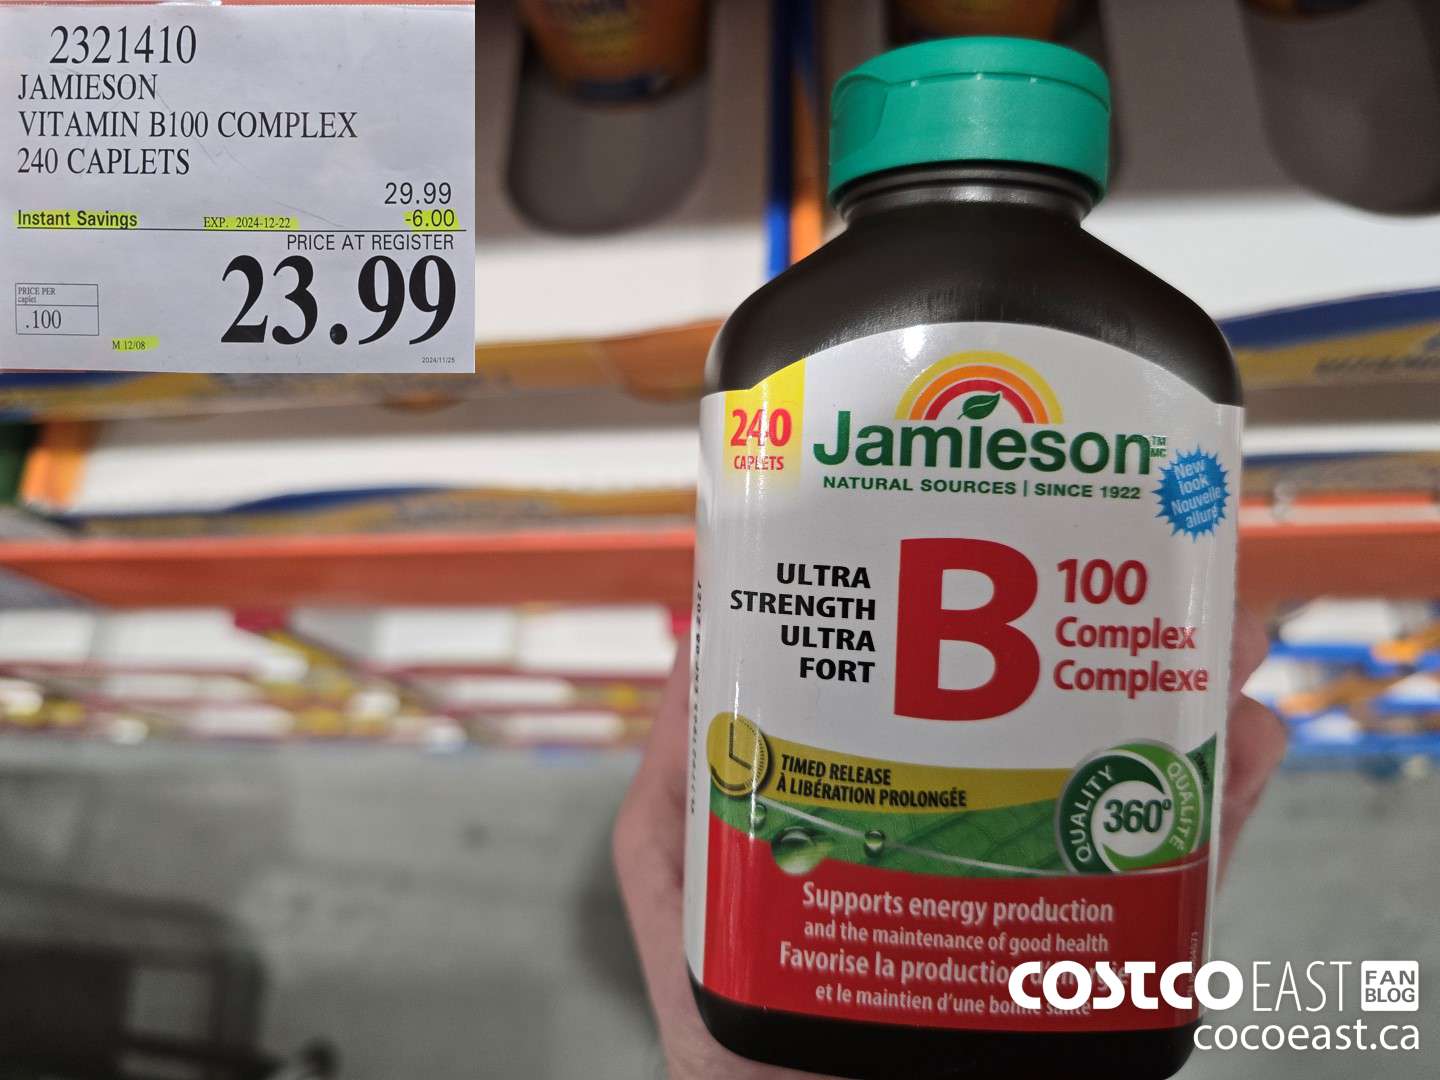 2321410
JAMIESON
VITAMIN B100 COMPLEX
240 CAPLETS
29.99
Instant Savings EXP. 2024-12-22 -6.00
PRICE AT REGISTER
23.99
PRICE PER
caplet
.100
M 12/08
2024/11/25
240
CAPLETS
Jamieson TM MC
NATURAL SOURCES | SINCE 1922
New
look
Nouvelle
allure
ULTRA
STRENGTH
ULTRA
FORT
B
100
Complex
Complexe
TIMED RELEASE
À LIBÉRATION PROLONGÉE
QUALITY
360°
QUALITÉ
Supports energy production
and the maintenance of good health
Favorise la production d'énergie
et le maintien d'une bonne santé
COSTCO EAST FAN BLOG
cocoeast.ca